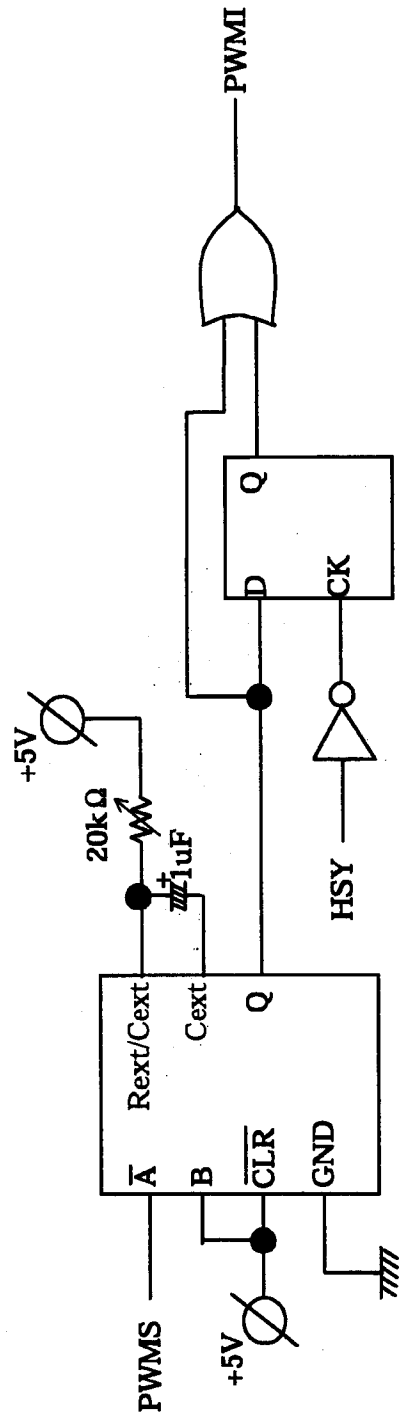 PWMS
+5V
A
B
CLR
GND
Rext/Cext
Cext
Q
20kΩ
+5V
+
1uF
HSY
D
CK
Q
PWMI